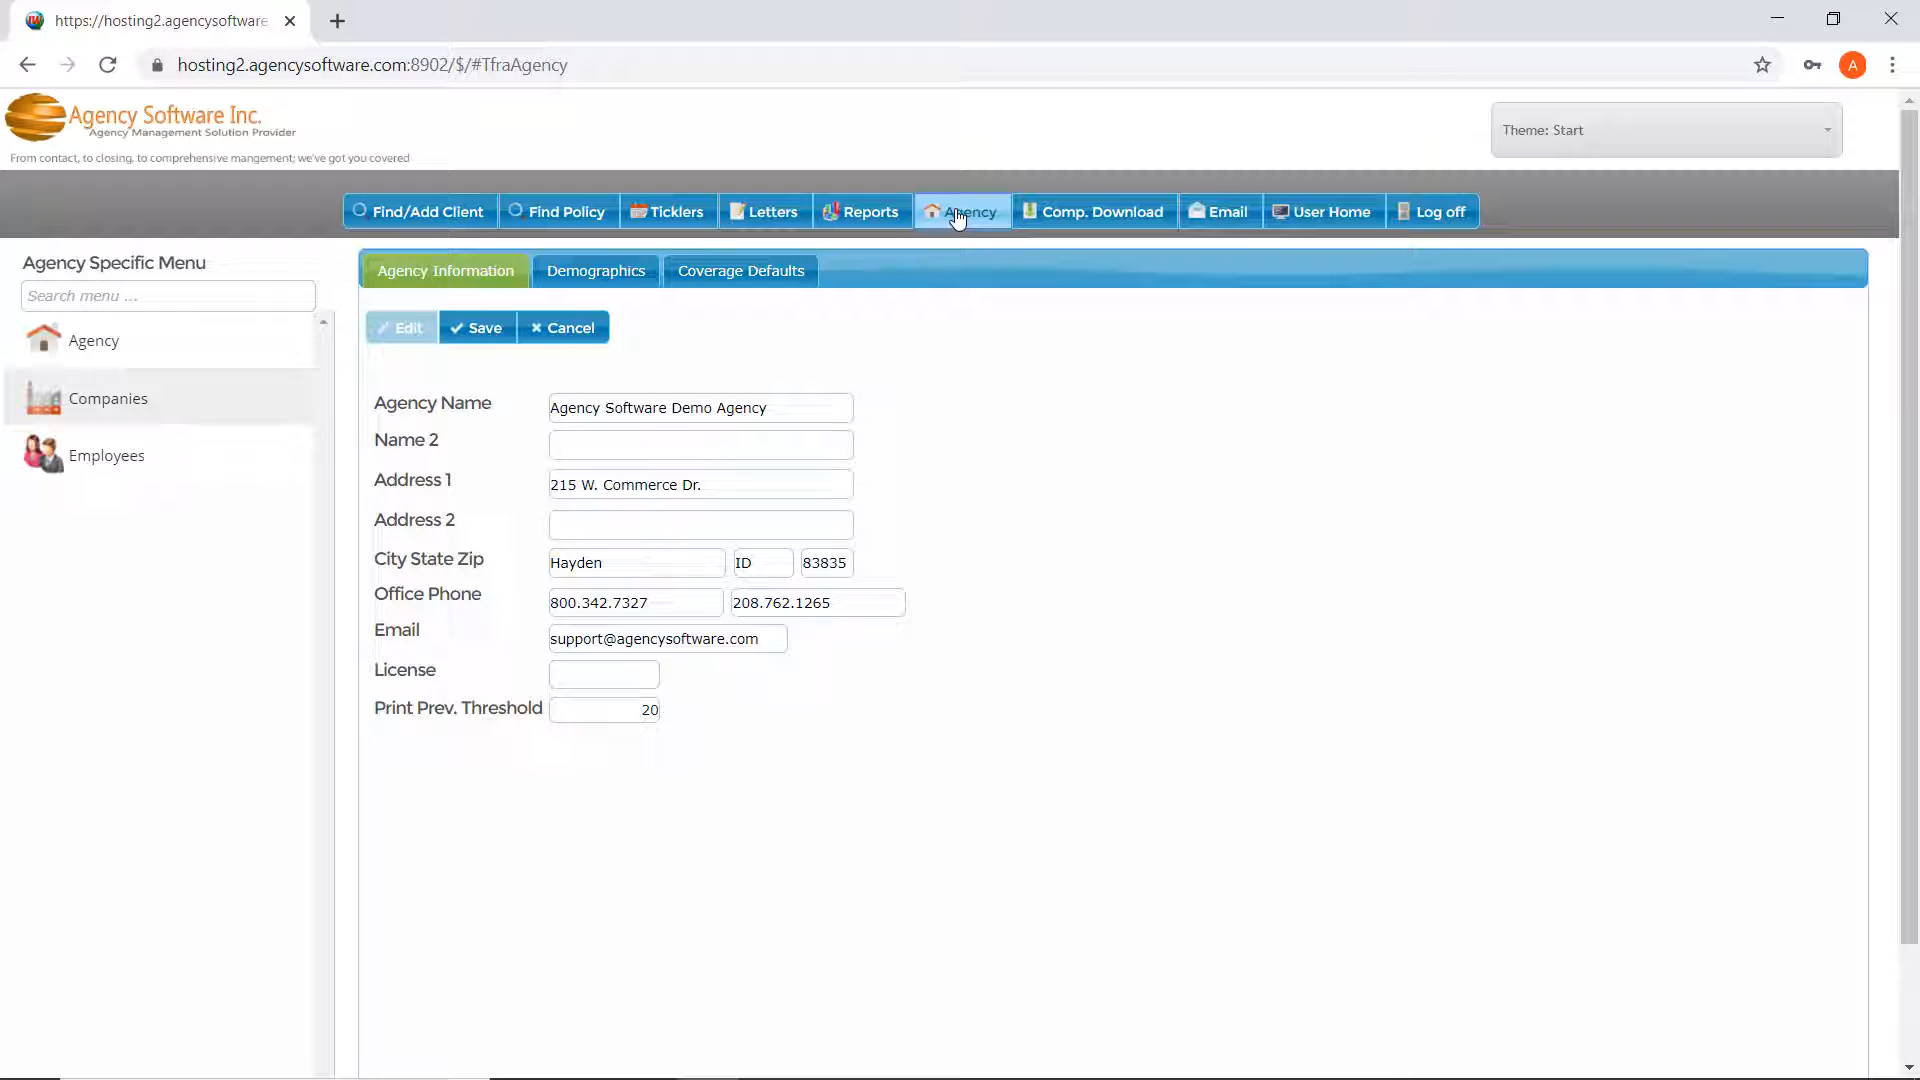 https://hosting2.agencysoftware
hosting2.agencysoftware.com:8902/$/#TfraAgency
A
Agency Software Inc.
Agency Management Solution Provider
From contact, to closing, to comprehensive mangement; we've got you covered
Theme: Start
Find/Add Client Find Policy Ticklers Letters Reports Agency Comp. Download Email User Home Log off
Agency Specific Menu
Search menu ...
Agency
Companies
Employees
Agency Information Demographics Coverage Defaults
Edit Save Cancel
Agency Name Agency Software Demo Agency
Name 2
Address 1 215 W. Commerce Dr.
Address 2
City State Zip Hayden ID 83835
Office Phone 800.342.7327 208.762.1265
Email support@agencysoftware.com
License
Print Prev. Threshold 20